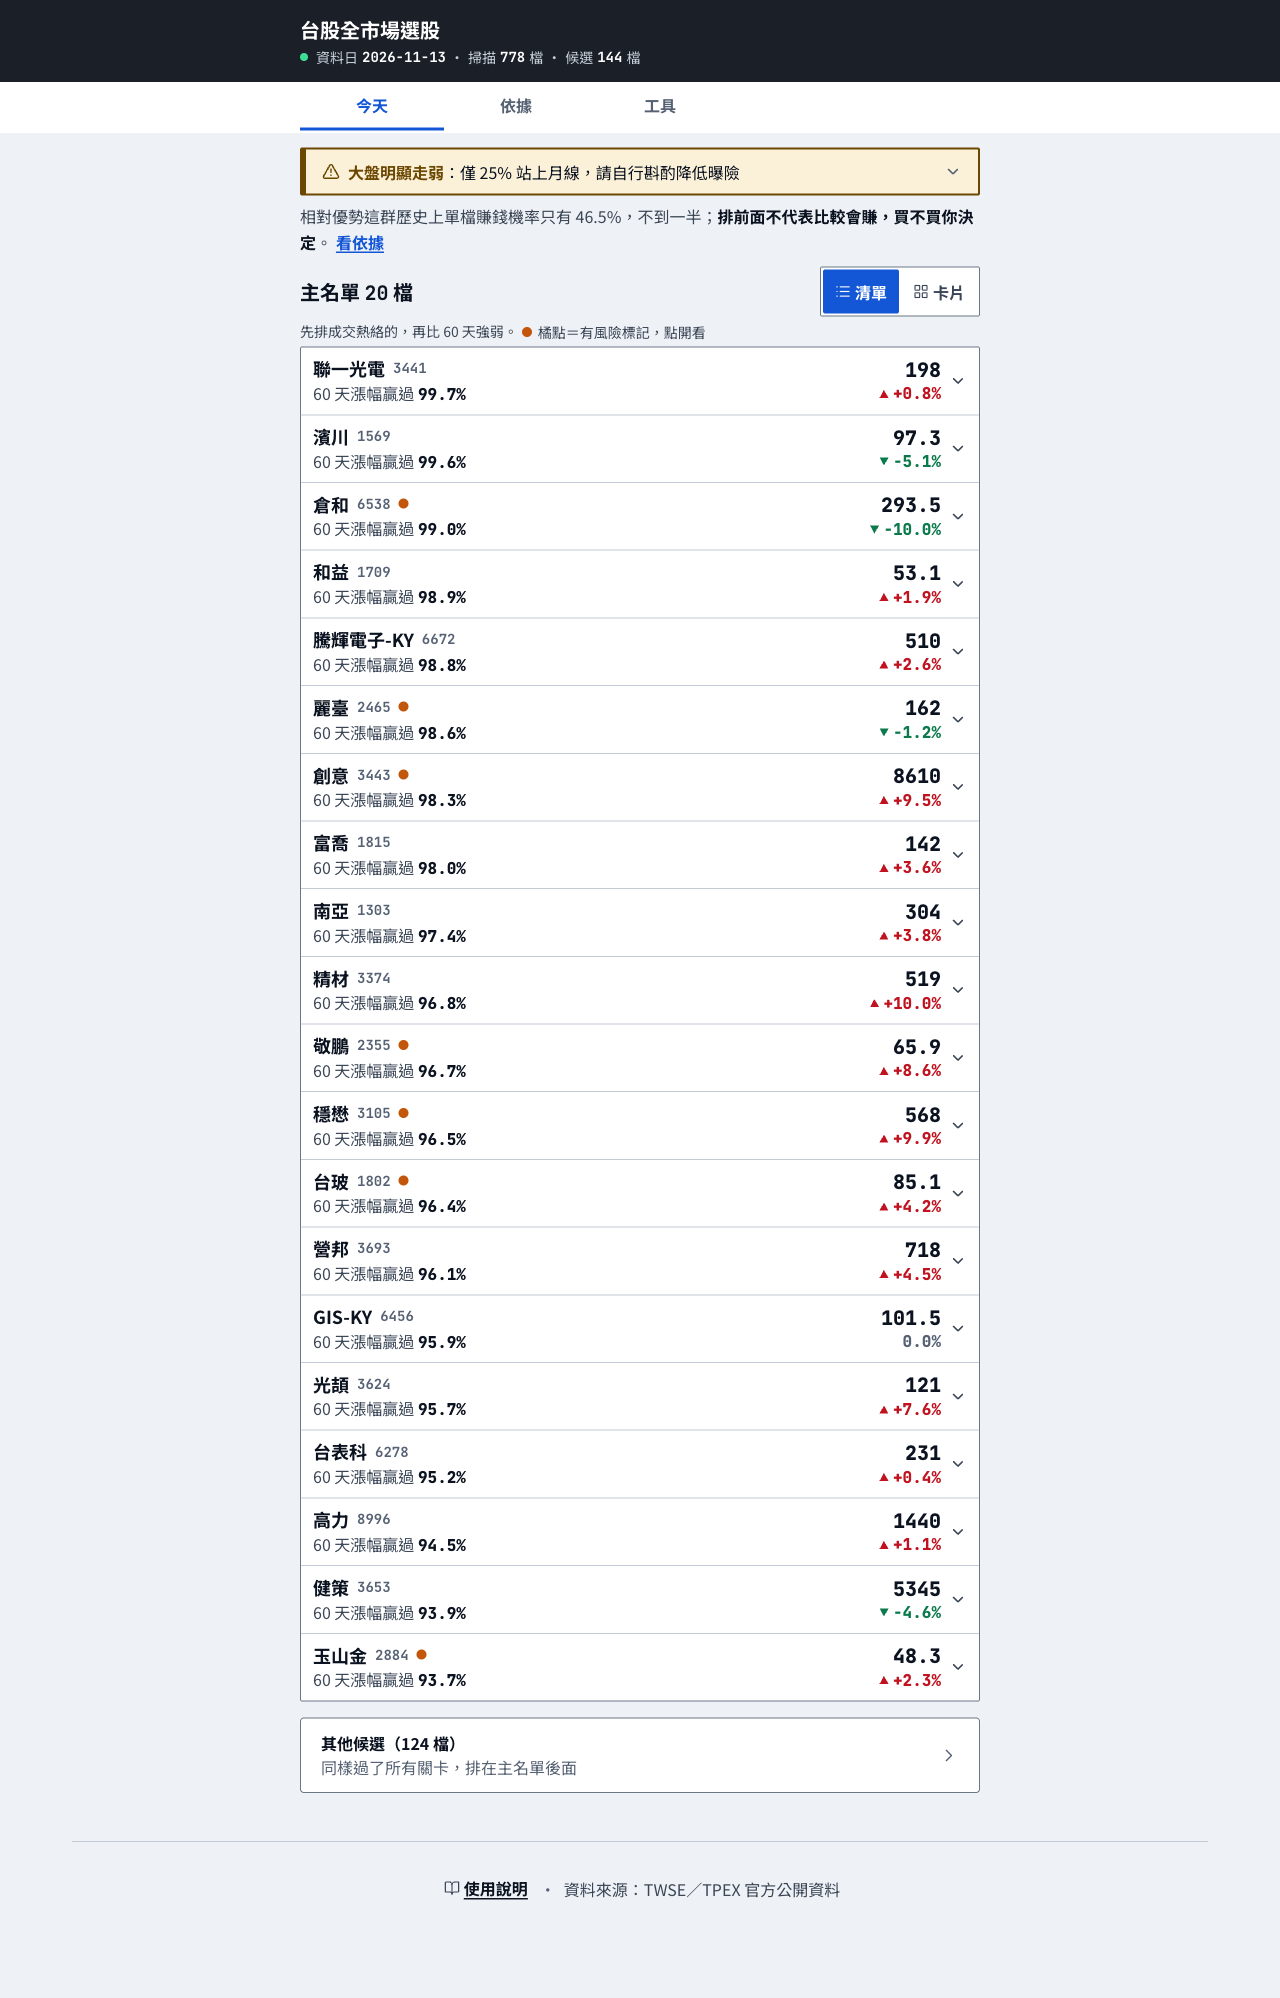 台股全市場選股
資料日 2026-11-13 · 掃描 778 檔 · 候選 144 檔
今天 依據 工具
大盤明顯走弱：僅 25% 站上月線，請自行斟酌降低曝險
相對優勢這群歷史上單檔賺錢機率只有 46.5%，不到一半；排前面不代表比較會賺，買不買你決
定。 看依據
主名單 20 檔 清單 卡片
先排成交熱絡的，再比 60 天強弱。 橘點＝有風險標記，點開看
聯一光電 3441 198
60 天漲幅贏過 99.7% ▲ +0.8%
濱川 1569 97.3
60 天漲幅贏過 99.6% ▼ -5.1%
倉和 6538 293.5
60 天漲幅贏過 99.0% ▼ -10.0%
和益 1709 53.1
60 天漲幅贏過 98.9% ▲ +1.9%
騰輝電子-KY 6672 510
60 天漲幅贏過 98.8% ▲ +2.6%
麗臺 2465 162
60 天漲幅贏過 98.6% ▼ -1.2%
創意 3443 8610
60 天漲幅贏過 98.3% ▲ +9.5%
富喬 1815 142
60 天漲幅贏過 98.0% ▲ +3.6%
南亞 1303 304
60 天漲幅贏過 97.4% ▲ +3.8%
精材 3374 519
60 天漲幅贏過 96.8% ▲ +10.0%
敬鵬 2355 65.9
60 天漲幅贏過 96.7% ▲ +8.6%
穩懋 3105 568
60 天漲幅贏過 96.5% ▲ +9.9%
台玻 1802 85.1
60 天漲幅贏過 96.4% ▲ +4.2%
營邦 3693 718
60 天漲幅贏過 96.1% ▲ +4.5%
GIS-KY 6456 101.5
60 天漲幅贏過 95.9% 0.0%
光頡 3624 121
60 天漲幅贏過 95.7% ▲ +7.6%
台表科 6278 231
60 天漲幅贏過 95.2% ▲ +0.4%
高力 8996 1440
60 天漲幅贏過 94.5% ▲ +1.1%
健策 3653 5345
60 天漲幅贏過 93.9% ▼ -4.6%
玉山金 2884 48.3
60 天漲幅贏過 93.7% ▲ +2.3%
其他候選（124 檔）
同樣過了所有關卡，排在主名單後面
使用說明 · 資料來源：TWSE／TPEX 官方公開資料